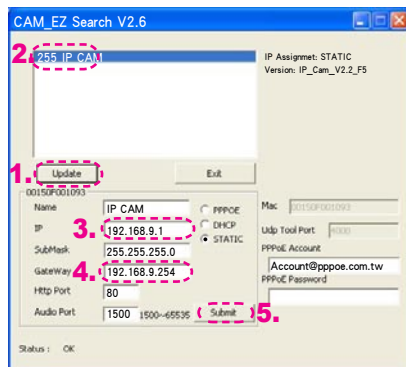 CAM_EZ Search V2.6
2. 255 IP CAM
IP Assignmet: STATIC
Version: IP_Cam_V2.2_F5
1. Update
Exit
00150F001093
Name IP CAM
PPPOE
DHCP
STATIC
IP 3. 192.168.9.1
SubMask 255.255.255.0
GateWay 4. 192.168.9.254
Http Port 80
Audio Port 1500 1500~65535 Submit 5.
Mac 00150F001093
Udp Tool Port 4000
PPPoE Account
Account@pppoe.com.tw
PPPoE Password
Status : OK